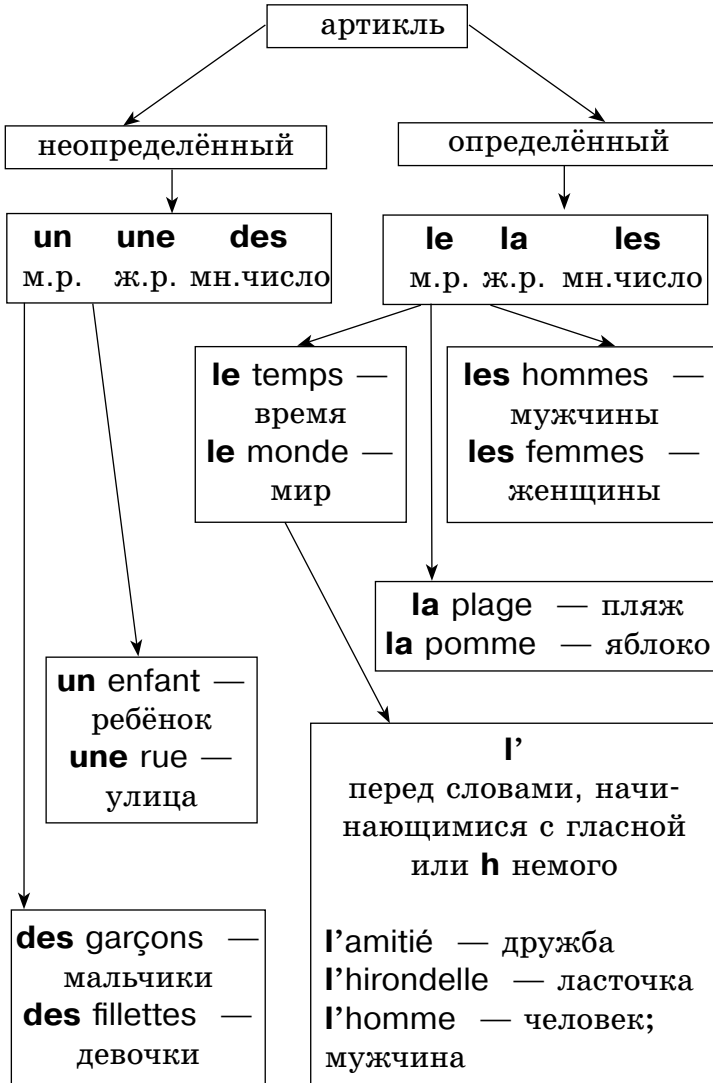 артикль
неопределённый
определённый
un une des
м.р. ж.р. мн.число
le la les
м.р. ж.р. мн.число
le temps —
время
le monde —
мир
les hommes —
мужчины
les femmes —
женщины
la plage — пляж
la pomme — яблоко
un enfant —
ребёнок
une rue —
улица
l’
перед словами, начи-
нающимися с гласной
или h немого
l’amitié — дружба
l’hirondelle — ласточка
l’homme — человек;
мужчина
des garçons —
мальчики
des fillettes —
девочки